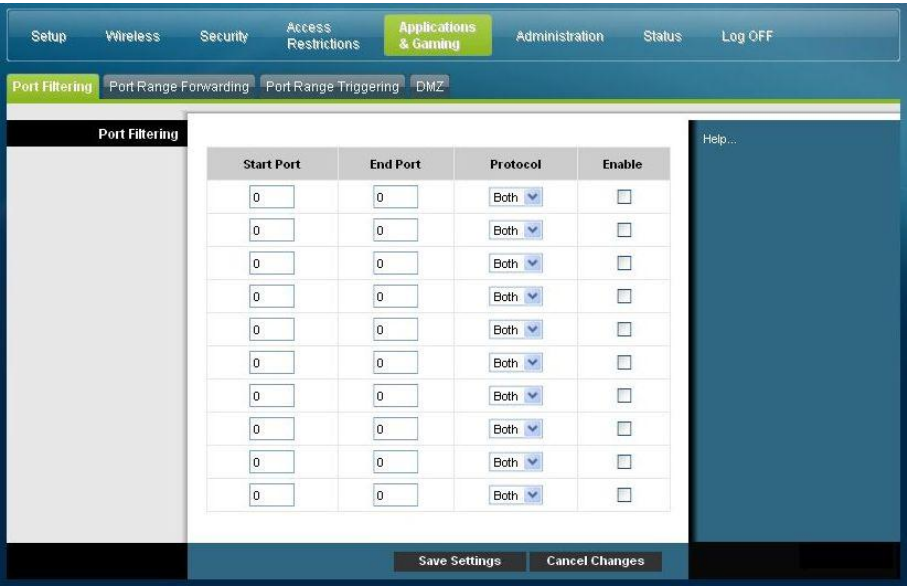 Setup Wireless Security Access Restrictions Applications & Gaming Administration Status Log OFF
Port Filtering Port Range Forwarding Port Range Triggering DMZ
Port Filtering
Help...
Start Port End Port Protocol Enable
0 0 Both
0 0 Both
0 0 Both
0 0 Both
0 0 Both
0 0 Both
0 0 Both
0 0 Both
0 0 Both
0 0 Both
Save Settings Cancel Changes